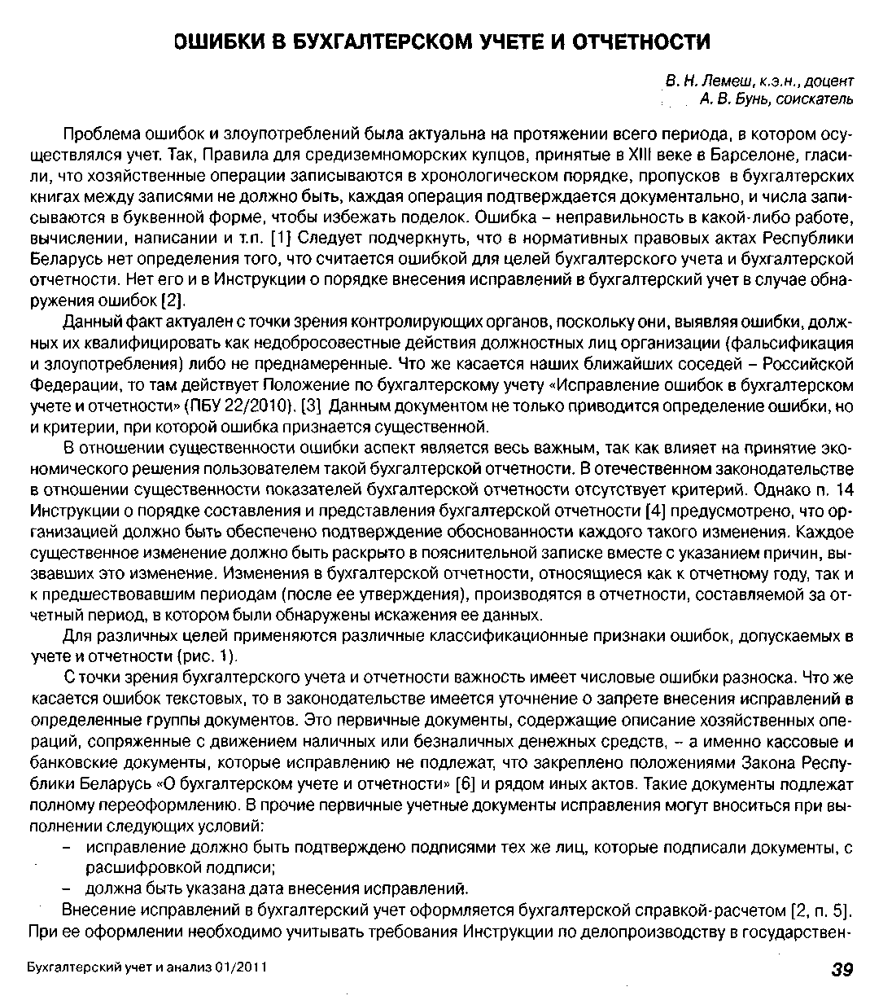 ОШИБКИ В БУХГАЛТЕРСКОМ УЧЕТЕ И ОТЧЕТНОСТИ
В. Н. Лемеш, к.э.н., доцент
А. В. Бунь, соискатель
Проблема ошибок и злоупотреблений была актуальна на протяжении всего периода, в котором осу-
ществлялся учет. Так, Правила для средиземноморских купцов, принятые в XIII веке в Барселоне, гласи-
ли, что хозяйственные операции записываются в хронологическом порядке, пропусков в бухгалтерских
книгах между записями не должно быть, каждая операция подтверждается документально, и числа запи-
сываются в буквенной форме, чтобы избежать поделок. Ошибка – неправильность в какой-либо работе,
вычислении, написании и т.п. [1] Следует подчеркнуть, что в нормативных правовых актах Республики
Беларусь нет определения того, что считается ошибкой для целей бухгалтерского учета и бухгалтерской
отчетности. Нет его и в Инструкции о порядке внесения исправлений в бухгалтерский учет в случае обна-
ружения ошибок [2].
Данный факт актуален с точки зрения контролирующих органов, поскольку они, выявляя ошибки, долж-
ных их квалифицировать как недобросовестные действия должностных лиц организации (фальсификация
и злоупотребления) либо не преднамеренные. Что же касается наших ближайших соседей – Российской
Федерации, то там действует Положение по бухгалтерскому учету «Исправление ошибок в бухгалтерском
учете и отчетности» (ПБУ 22/2010). [3] Данным документом не только приводится определение ошибки, но
и критерии, при которой ошибка признается существенной.
В отношении существенности ошибки аспект является весь важным, так как влияет на принятие эко-
номического решения пользователем такой бухгалтерской отчетности. В отечественном законодательстве
в отношении существенности показателей бухгалтерской отчетности отсутствует критерий. Однако п. 14
Инструкции о порядке составления и представления бухгалтерской отчетности [4] предусмотрено, что ор-
ганизацией должно быть обеспечено подтверждение обоснованности каждого такого изменения. Каждое
существенное изменение должно быть раскрыто в пояснительной записке вместе с указанием причин, вы-
звавших это изменение. Изменения в бухгалтерской отчетности, относящиеся как к отчетному году, так и
к предшествовавшим периодам (после ее утверждения), производятся в отчетности, составляемой за от-
четный период, в котором были обнаружены искажения ее данных.
Для различных целей применяются различные классификационные признаки ошибок, допускаемых в
учете и отчетности (рис. 1).
С точки зрения бухгалтерского учета и отчетности важность имеет числовые ошибки разноска. Что же
касается ошибок текстовых, то в законодательстве имеется уточнение о запрете внесения исправлений в
определенные группы документов. Это первичные документы, содержащие описание хозяйственных опе-
раций, сопряженные с движением наличных или безналичных денежных средств, – а именно кассовые и
банковские документы, которые исправлению не подлежат, что закреплено положениями Закона Респу-
блики Беларусь «О бухгалтерском учете и отчетности» [6] и рядом иных актов. Такие документы подлежат
полному переоформлению. В прочие первичные учетные документы исправления могут вноситься при вы-
полнении следующих условий:
– исправление должно быть подтверждено подписями тех же лиц, которые подписали документы, с
расшифровкой подписи;
– должна быть указана дата внесения исправлений.
Внесение исправлений в бухгалтерский учет оформляется бухгалтерской справкой-расчетом [2, п. 5].
При ее оформлении необходимо учитывать требования Инструкции по делопроизводству в государствен-
Бухгалтерский учет и анализ 01/2011
39